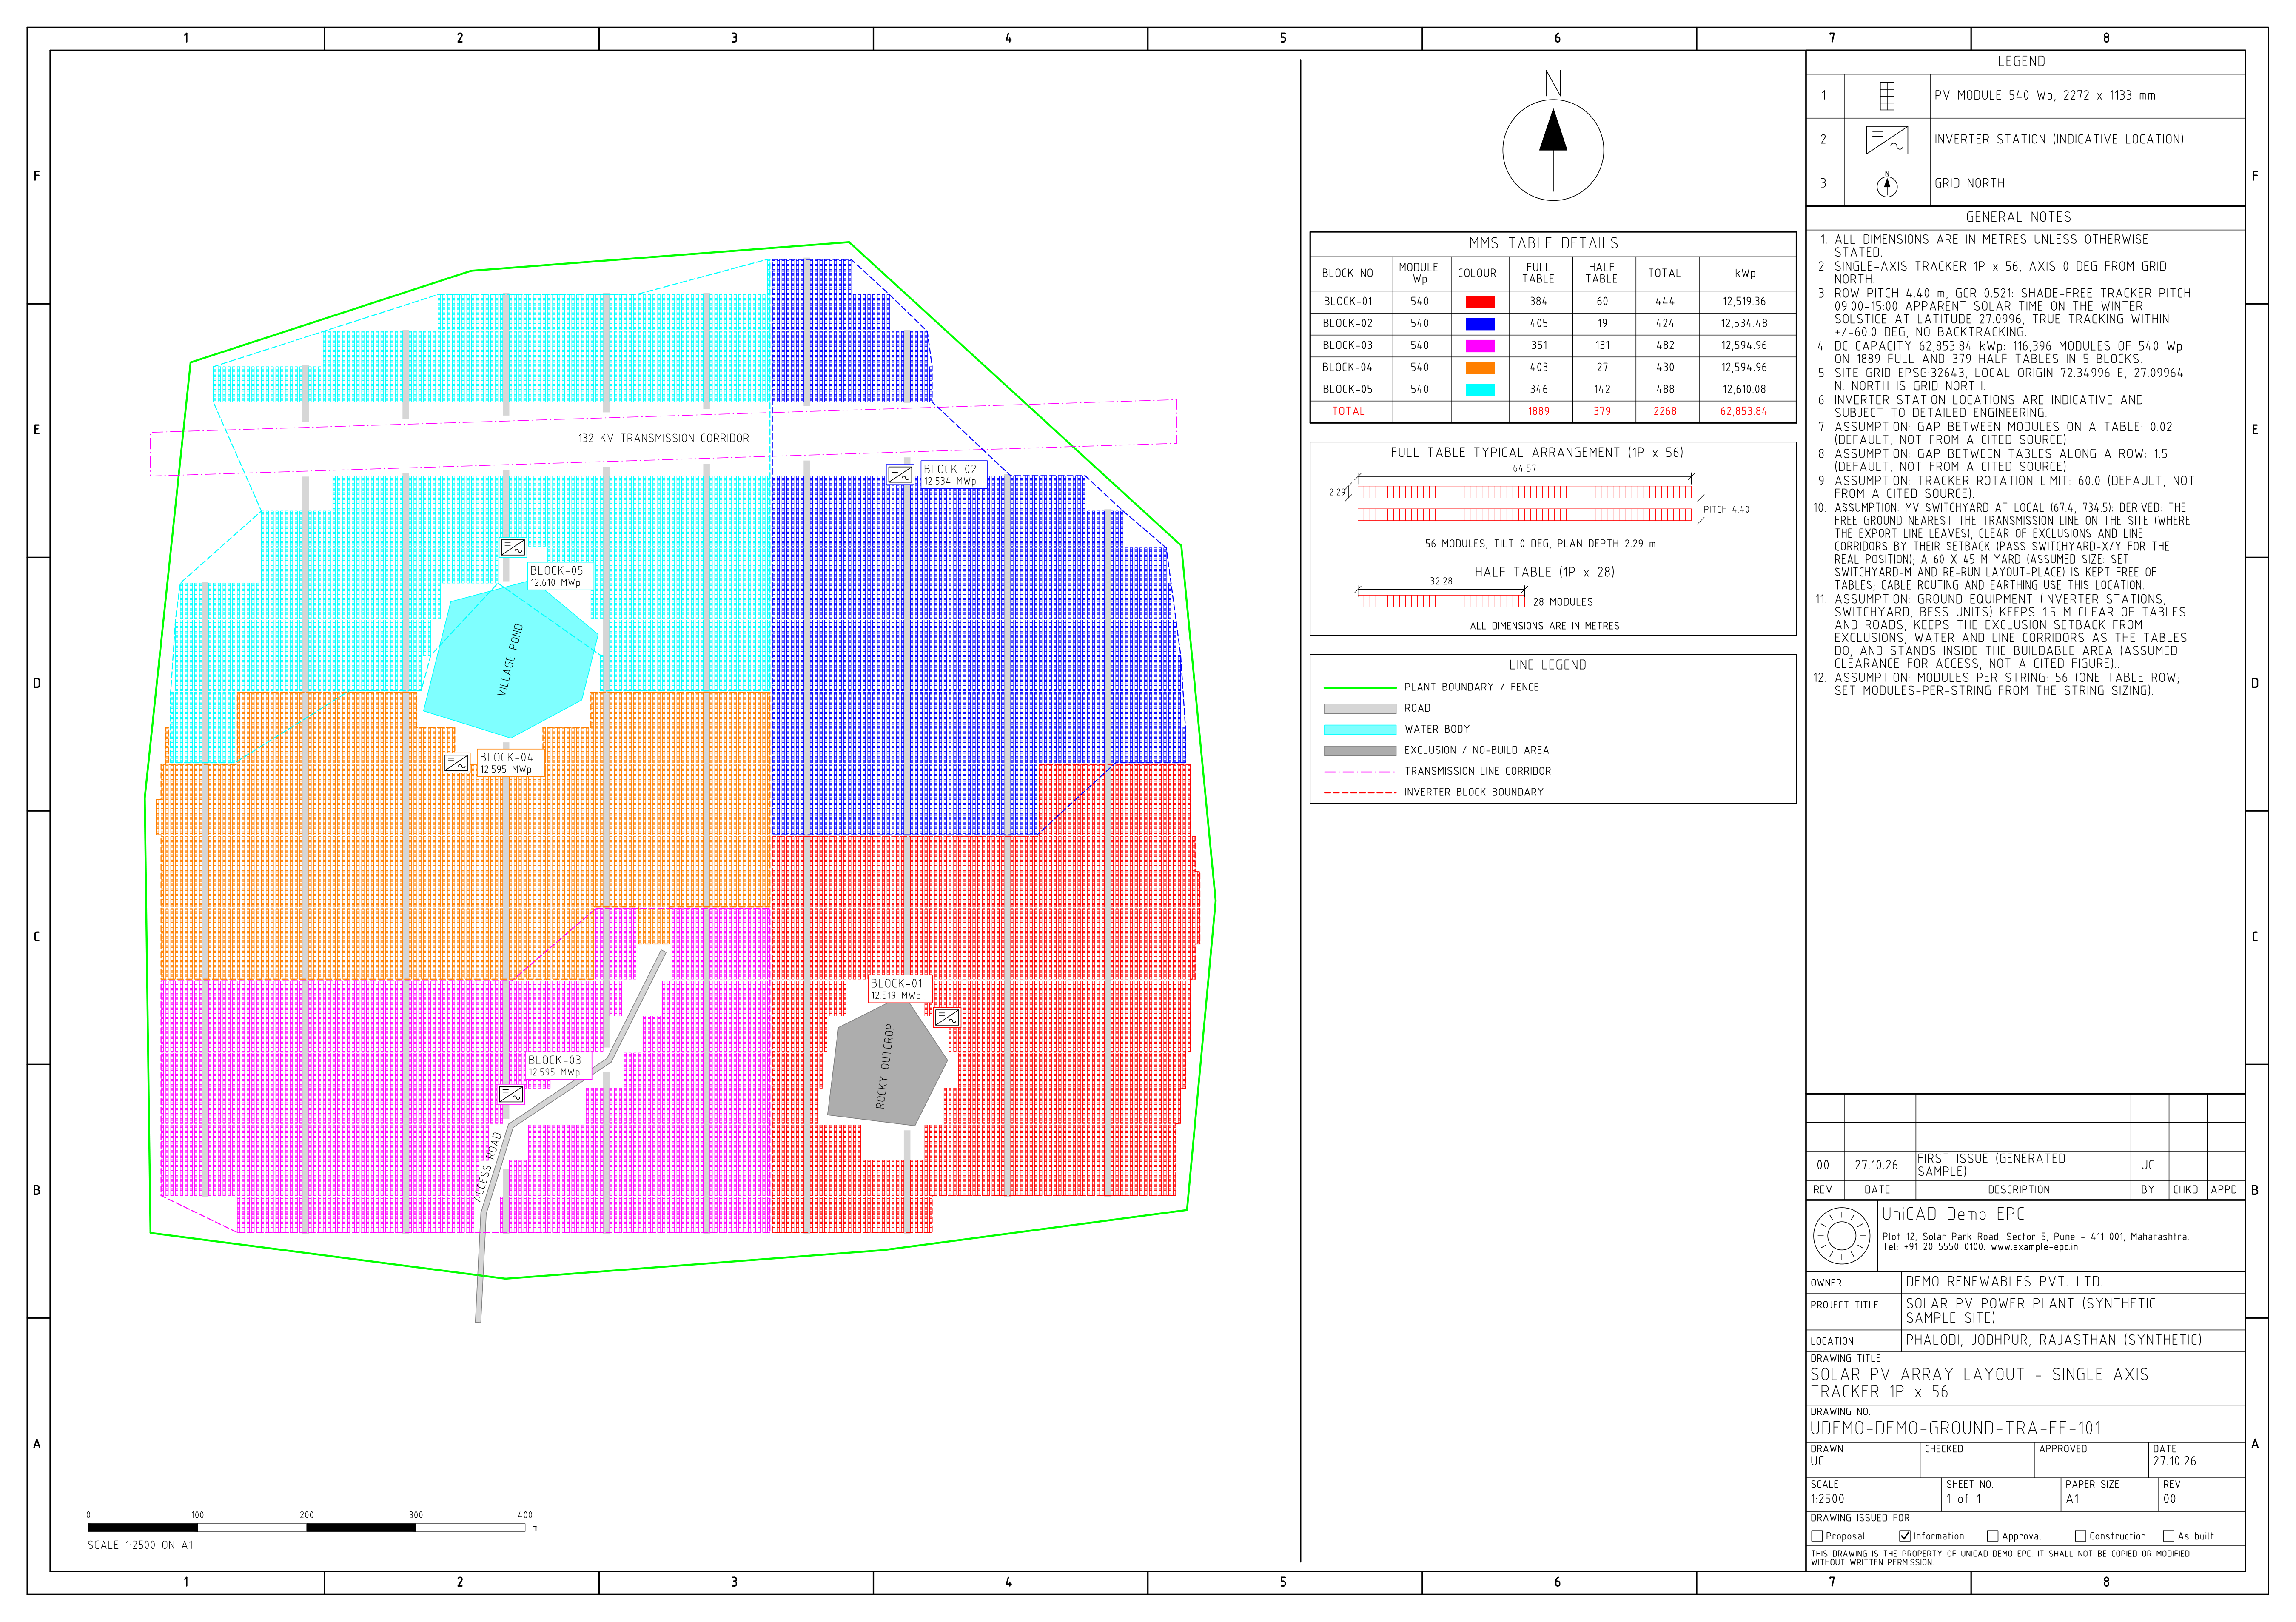 1 2 3 4 5 6 7 8
F
E
D
C
B
A
132 KV TRANSMISSION CORRIDOR
BLOCK-02
12.534 MWp
BLOCK-05
12.610 MWp
VILLAGE POND
BLOCK-04
12.595 MWp
BLOCK-01
12.519 MWp
ROCKY OUTCROP
BLOCK-03
12.595 MWp
ACCESS ROAD
0 100 200 300 400
m
SCALE 1:2500 ON A1
N
MMS TABLE DETAILS
BLOCK NO MODULE Wp COLOUR FULL TABLE HALF TABLE TOTAL kWp
BLOCK-01 540 384 60 444 12,519.36
BLOCK-02 540 405 19 424 12,534.48
BLOCK-03 540 351 131 482 12,594.96
BLOCK-04 540 403 27 430 12,594.96
BLOCK-05 540 346 142 488 12,610.08
TOTAL 1889 379 2268 62,853.84
FULL TABLE TYPICAL ARRANGEMENT (1P x 56)
64.57
2.29
PITCH 4.40
56 MODULES, TILT 0 DEG, PLAN DEPTH 2.29 m
HALF TABLE (1P x 28)
32.28
28 MODULES
ALL DIMENSIONS ARE IN METRES
LINE LEGEND
PLANT BOUNDARY / FENCE
ROAD
WATER BODY
EXCLUSION / NO-BUILD AREA
TRANSMISSION LINE CORRIDOR
INVERTER BLOCK BOUNDARY
LEGEND
1 PV MODULE 540 Wp, 2272 x 1133 mm
2 INVERTER STATION (INDICATIVE LOCATION)
3 N GRID NORTH
GENERAL NOTES
1. ALL DIMENSIONS ARE IN METRES UNLESS OTHERWISE
STATED.
2. SINGLE-AXIS TRACKER 1P x 56, AXIS 0 DEG FROM GRID
NORTH.
3. ROW PITCH 4.40 m, GCR 0.521: SHADE-FREE TRACKER PITCH
09:00-15:00 APPARENT SOLAR TIME ON THE WINTER
SOLSTICE AT LATITUDE 27.0996, TRUE TRACKING WITHIN
+/-60.0 DEG, NO BACKTRACKING.
4. DC CAPACITY 62,853.84 kWp: 116,396 MODULES OF 540 Wp
ON 1889 FULL AND 379 HALF TABLES IN 5 BLOCKS.
5. SITE GRID EPSG:32643, LOCAL ORIGIN 72.34996 E, 27.09964
N. NORTH IS GRID NORTH.
6. INVERTER STATION LOCATIONS ARE INDICATIVE AND
SUBJECT TO DETAILED ENGINEERING.
7. ASSUMPTION: GAP BETWEEN MODULES ON A TABLE: 0.02
(DEFAULT, NOT FROM A CITED SOURCE).
8. ASSUMPTION: GAP BETWEEN TABLES ALONG A ROW: 1.5
(DEFAULT, NOT FROM A CITED SOURCE).
9. ASSUMPTION: TRACKER ROTATION LIMIT: 60.0 (DEFAULT, NOT
FROM A CITED SOURCE).
10. ASSUMPTION: MV SWITCHYARD AT LOCAL (67.4, 734.5): DERIVED: THE
FREE GROUND NEAREST THE TRANSMISSION LINE ON THE SITE (WHERE
THE EXPORT LINE LEAVES), CLEAR OF EXCLUSIONS AND LINE
CORRIDORS BY THEIR SETBACK (PASS SWITCHYARD-X/Y FOR THE
REAL POSITION); A 60 X 45 M YARD (ASSUMED SIZE: SET
SWITCHYARD-M AND RE-RUN LAYOUT-PLACE) IS KEPT FREE OF
TABLES; CABLE ROUTING AND EARTHING USE THIS LOCATION.
11. ASSUMPTION: GROUND EQUIPMENT (INVERTER STATIONS,
SWITCHYARD, BESS UNITS) KEEPS 1.5 M CLEAR OF TABLES
AND ROADS, KEEPS THE EXCLUSION SETBACK FROM
EXCLUSIONS, WATER AND LINE CORRIDORS AS THE TABLES
DO, AND STANDS INSIDE THE BUILDABLE AREA (ASSUMED
CLEARANCE FOR ACCESS, NOT A CITED FIGURE)..
12. ASSUMPTION: MODULES PER STRING: 56 (ONE TABLE ROW;
SET MODULES-PER-STRING FROM THE STRING SIZING).
00 27.10.26 FIRST ISSUE (GENERATED SAMPLE) UC
REV DATE DESCRIPTION BY CHKD APPD
UniCAD Demo EPC
Plot 12, Solar Park Road, Sector 5, Pune - 411 001, Maharashtra.
Tel: +91 20 5550 0100. www.example-epc.in
OWNER DEMO RENEWABLES PVT. LTD.
PROJECT TITLE SOLAR PV POWER PLANT (SYNTHETIC
SAMPLE SITE)
LOCATION PHALODI, JODHPUR, RAJASTHAN (SYNTHETIC)
DRAWING TITLE
SOLAR PV ARRAY LAYOUT - SINGLE AXIS
TRACKER 1P x 56
DRAWING NO.
UDEMO-DEMO-GROUND-TRA-EE-101
DRAWN CHECKED APPROVED DATE
UC 27.10.26
SCALE SHEET NO. PAPER SIZE REV
1:2500 1 of 1 A1 00
DRAWING ISSUED FOR
Proposal Information Approval Construction As built
THIS DRAWING IS THE PROPERTY OF UNICAD DEMO EPC. IT SHALL NOT BE COPIED OR MODIFIED
WITHOUT WRITTEN PERMISSION.
F
E
D
C
B
A
1 2 3 4 5 6 7 8